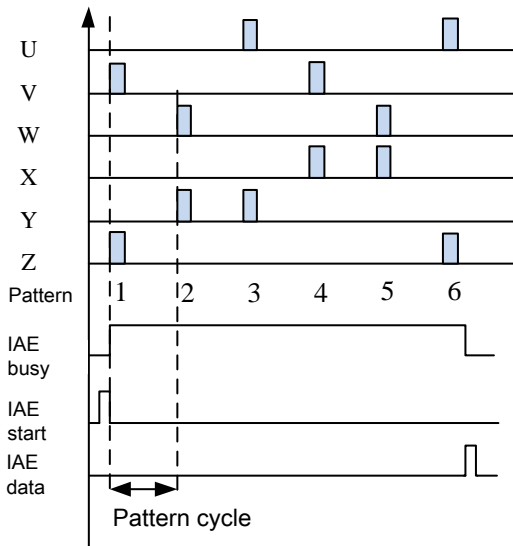 U
V
W
X
Y
Z
Pattern 1 2 3 4 5 6
IAE
busy
IAE
start
IAE
data
Pattern cycle